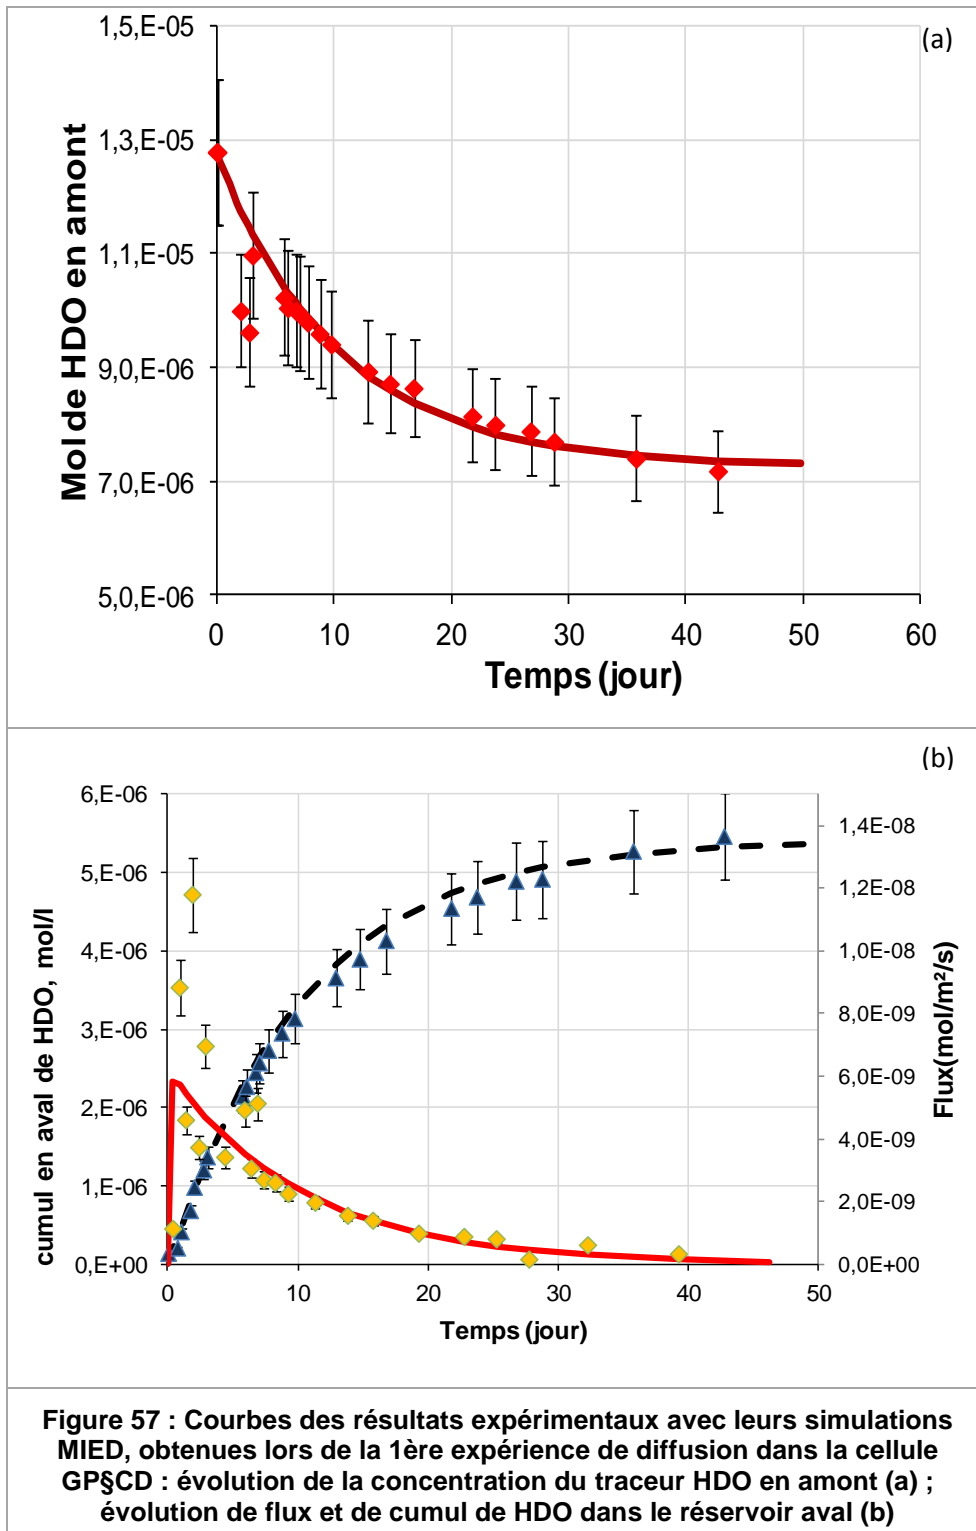 (a)
1,5,E-05
1,3,E-05
1,1,E-05
9,0,E-06
7,0,E-06
5,0,E-06
Mol de HDO en amont
0 10 20 30 40 50 60
Temps (jour)
(b)
6,E-06
5,E-06
4,E-06
3,E-06
2,E-06
1,E-06
0,E+00
cumul en aval de HDO, mol/l
1,4E-08
1,2E-08
1,0E-08
8,0E-09
6,0E-09
4,0E-09
2,0E-09
0,0E+00
Flux(mol/m²/s)
0 10 20 30 40 50
Temps (jour)
Figure 57 : Courbes des résultats expérimentaux avec leurs simulations
MIED, obtenues lors de la 1ère expérience de diffusion dans la cellule
GP§CD : évolution de la concentration du traceur HDO en amont (a) ;
évolution de flux et de cumul de HDO dans le réservoir aval (b)